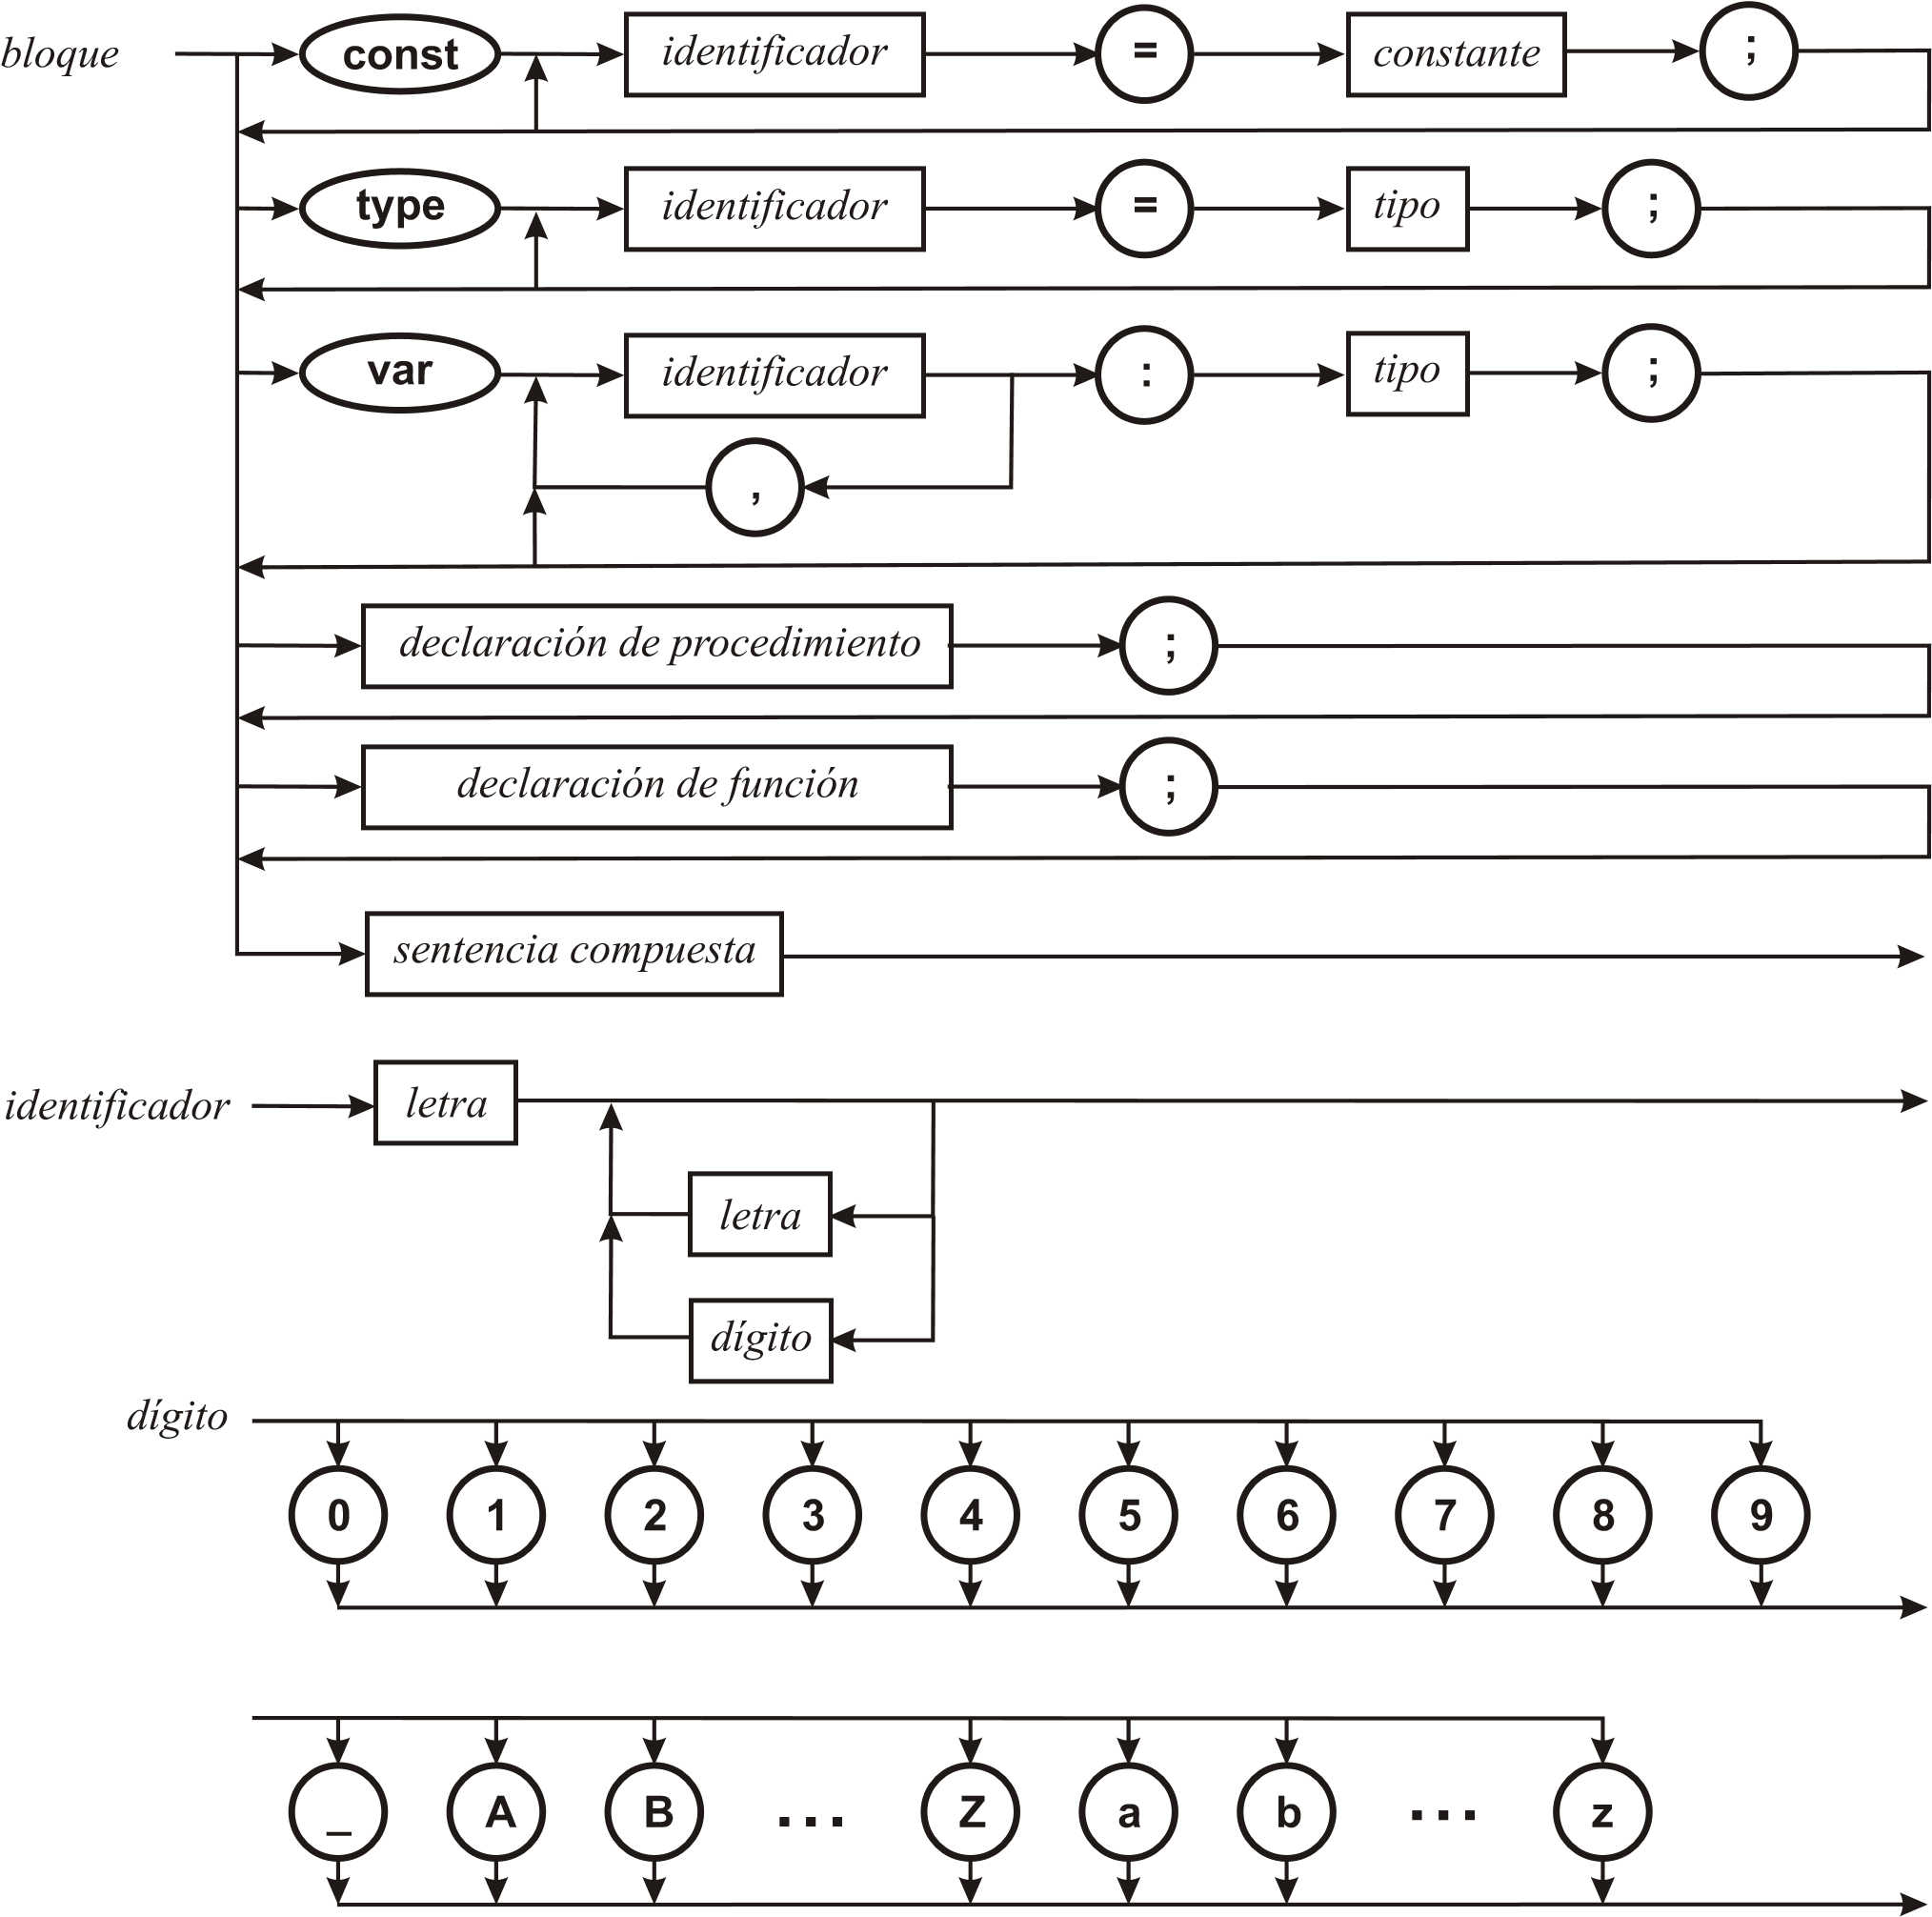 bloque const identificador = constante ;
type identificador = tipo ;
var identificador : tipo ;
,
declaración de procedimiento ;
declaración de función ;
sentencia compuesta
identificador letra
letra
dígito
dígito
0 1 2 3 4 5 6 7 8 9
_ A B ... Z a b ... z